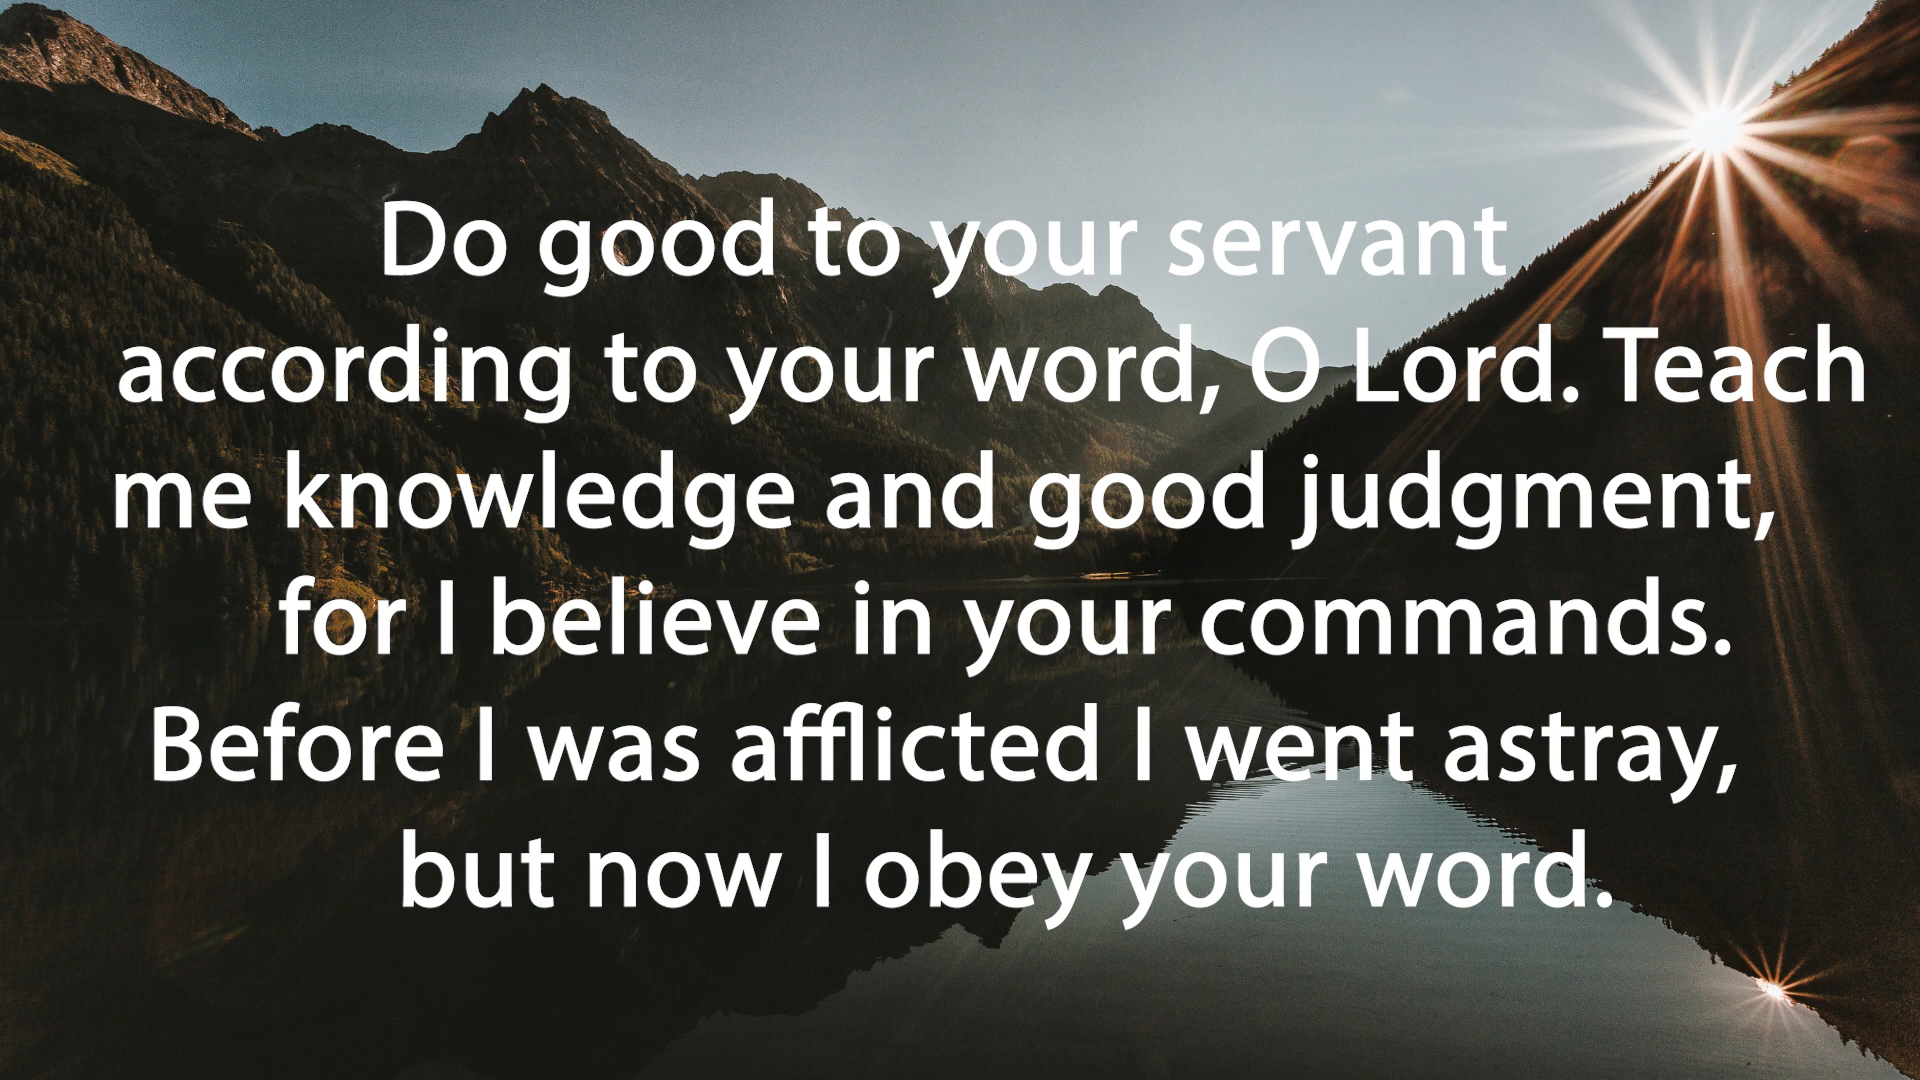 Do good to your servant
according to your word, O Lord. Teach
me knowledge and good judgment,
for I believe in your commands.
Before I was afflicted I went astray,
but now I obey your word.